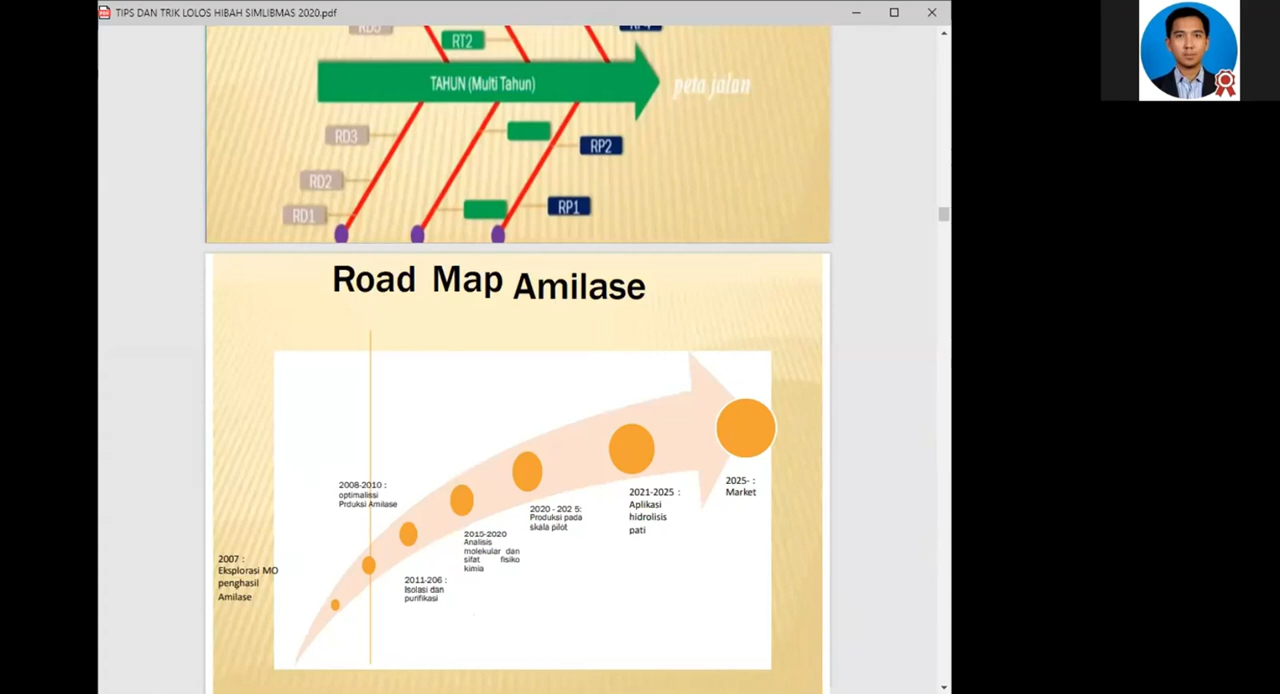 TIPS DAN TRIK LOLOS HIBAH SIMLIBMAS 2020.pdf
RT2
TAHUN (Multi Tahun)
peta jalan
RD3
RP2
RD2
RD1
RP1
Road Map Amilase
2008-2010 :
optimalissi
Prduksi Amilase
2007 :
Eksplorasi MO
penghasil
Amilase
2011-206 :
Isolasi dan
purifikasi
2015-2020
Analisis
molekular dan
sifat fisiko
kimia
2020 - 202 5:
Produksi pada
skala pilot
2021-2025 :
Aplikasi
hidrolisis
pati
2025- :
Market